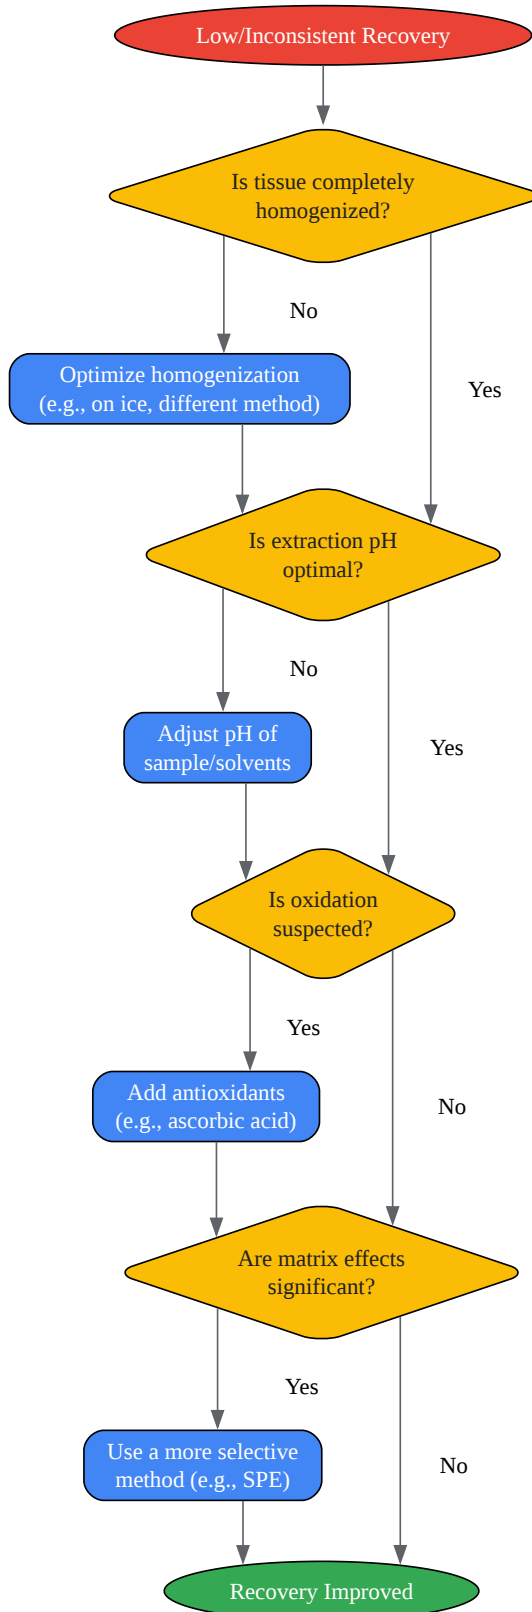 Low/Inconsistent Recovery
Is tissue completely
homogenized?
No
Optimize homogenization
(e.g., on ice, different method)
Yes
Is extraction pH
optimal?
No
Adjust pH of
sample/solvents
Yes
Is oxidation
suspected?
Yes
Add antioxidants
(e.g., ascorbic acid)
No
Are matrix effects
significant?
Yes
Use a more selective
method (e.g., SPE)
No
Recovery Improved